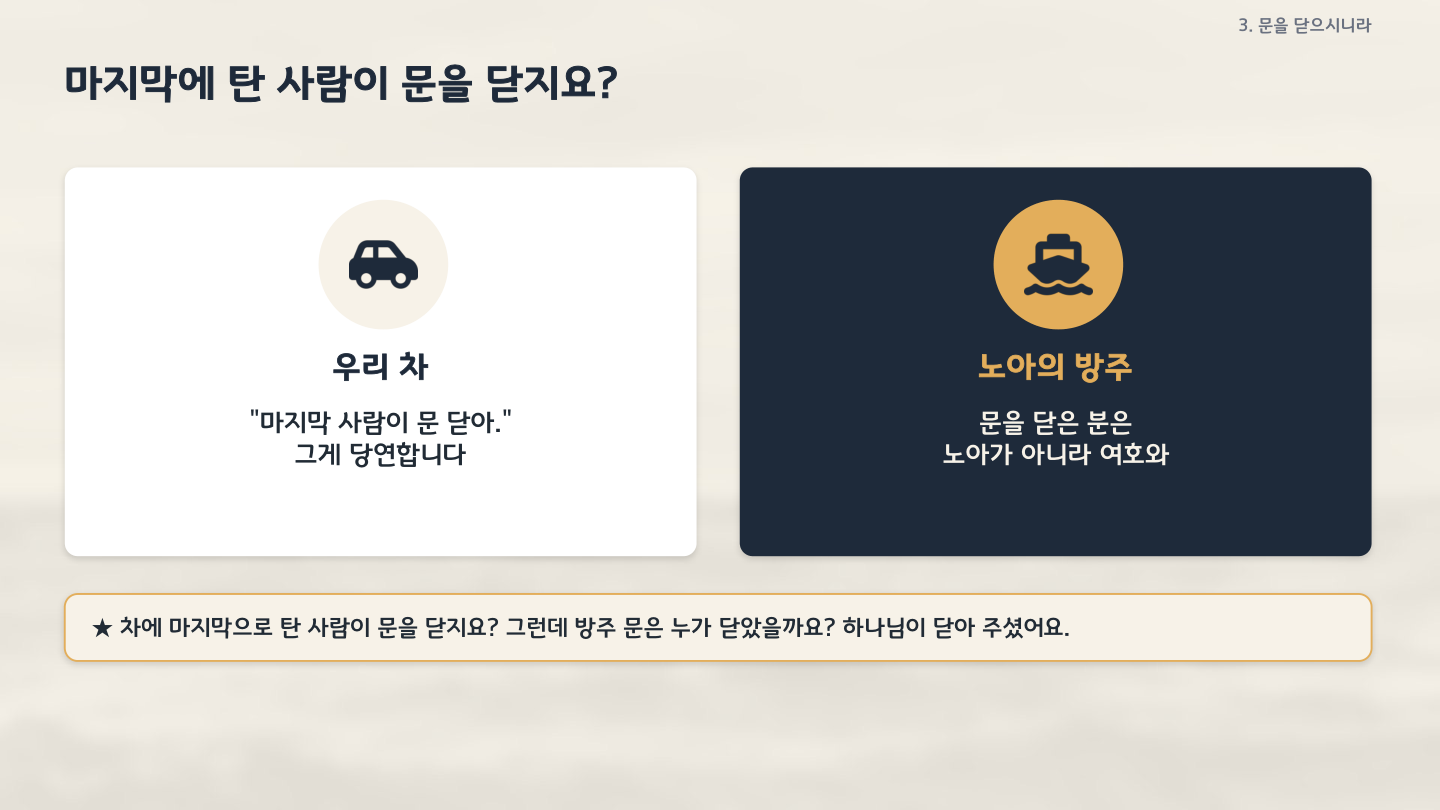 3. 문을 닫으시니라
마지막에 탄 사람이 문을 닫지요?
우리 차
"마지막 사람이 문 닫아."
그게 당연합니다
노아의 방주
문을 닫은 분은
노아가 아니라 여호와
★ 차에 마지막으로 탄 사람이 문을 닫지요? 그런데 방주 문은 누가 닫았을까요? 하나님이 닫아 주셨어요.